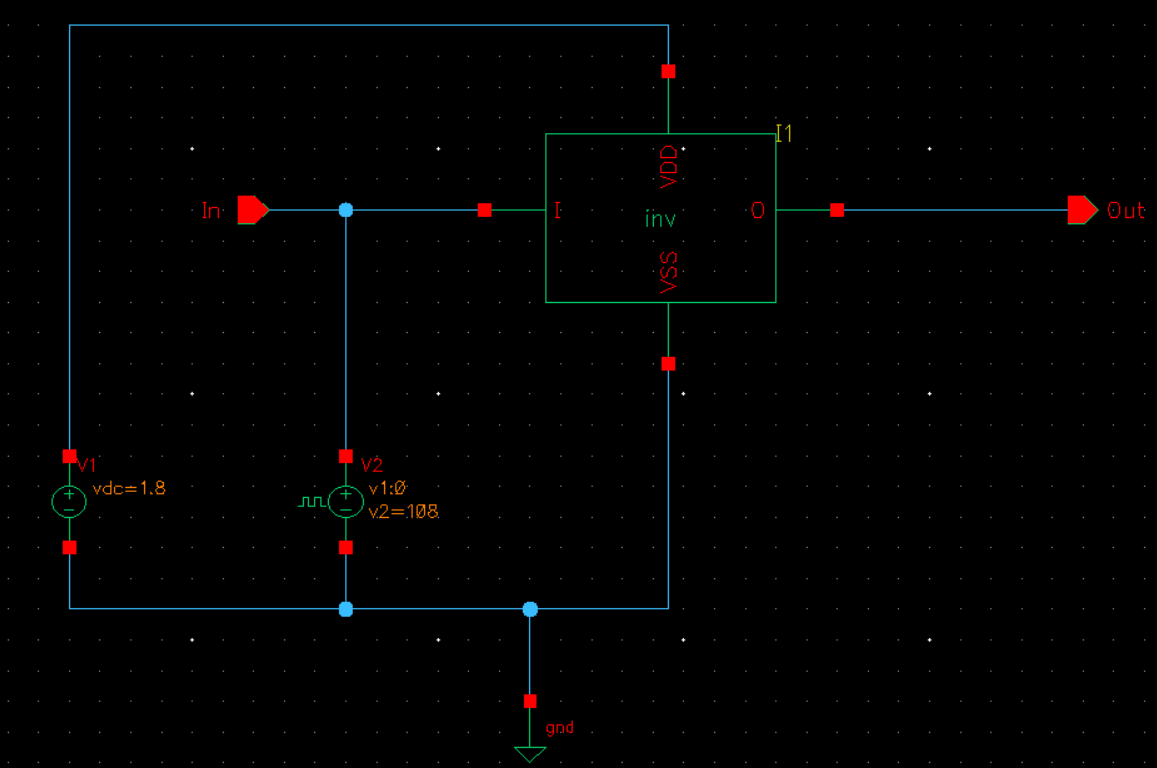 I1
VDD
In
I
inv
O
Out
VSS
V1
vdc=1.8
V2
v1:0
v2=108
gnd